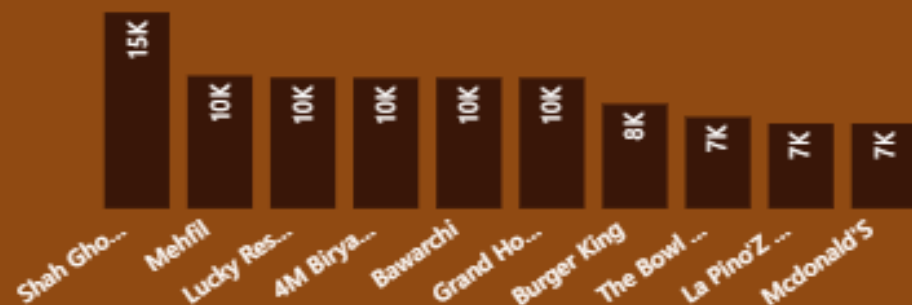 15K
10K
10K
10K
10K
10K
8K
7K
7K
7K
Shah Gho...
Mehfil
Lucky Res...
4M Birya...
Bawarchi
Grand Ho...
Burger King
The Bowl ...
La Pino'Z ...
Mcdonald'S